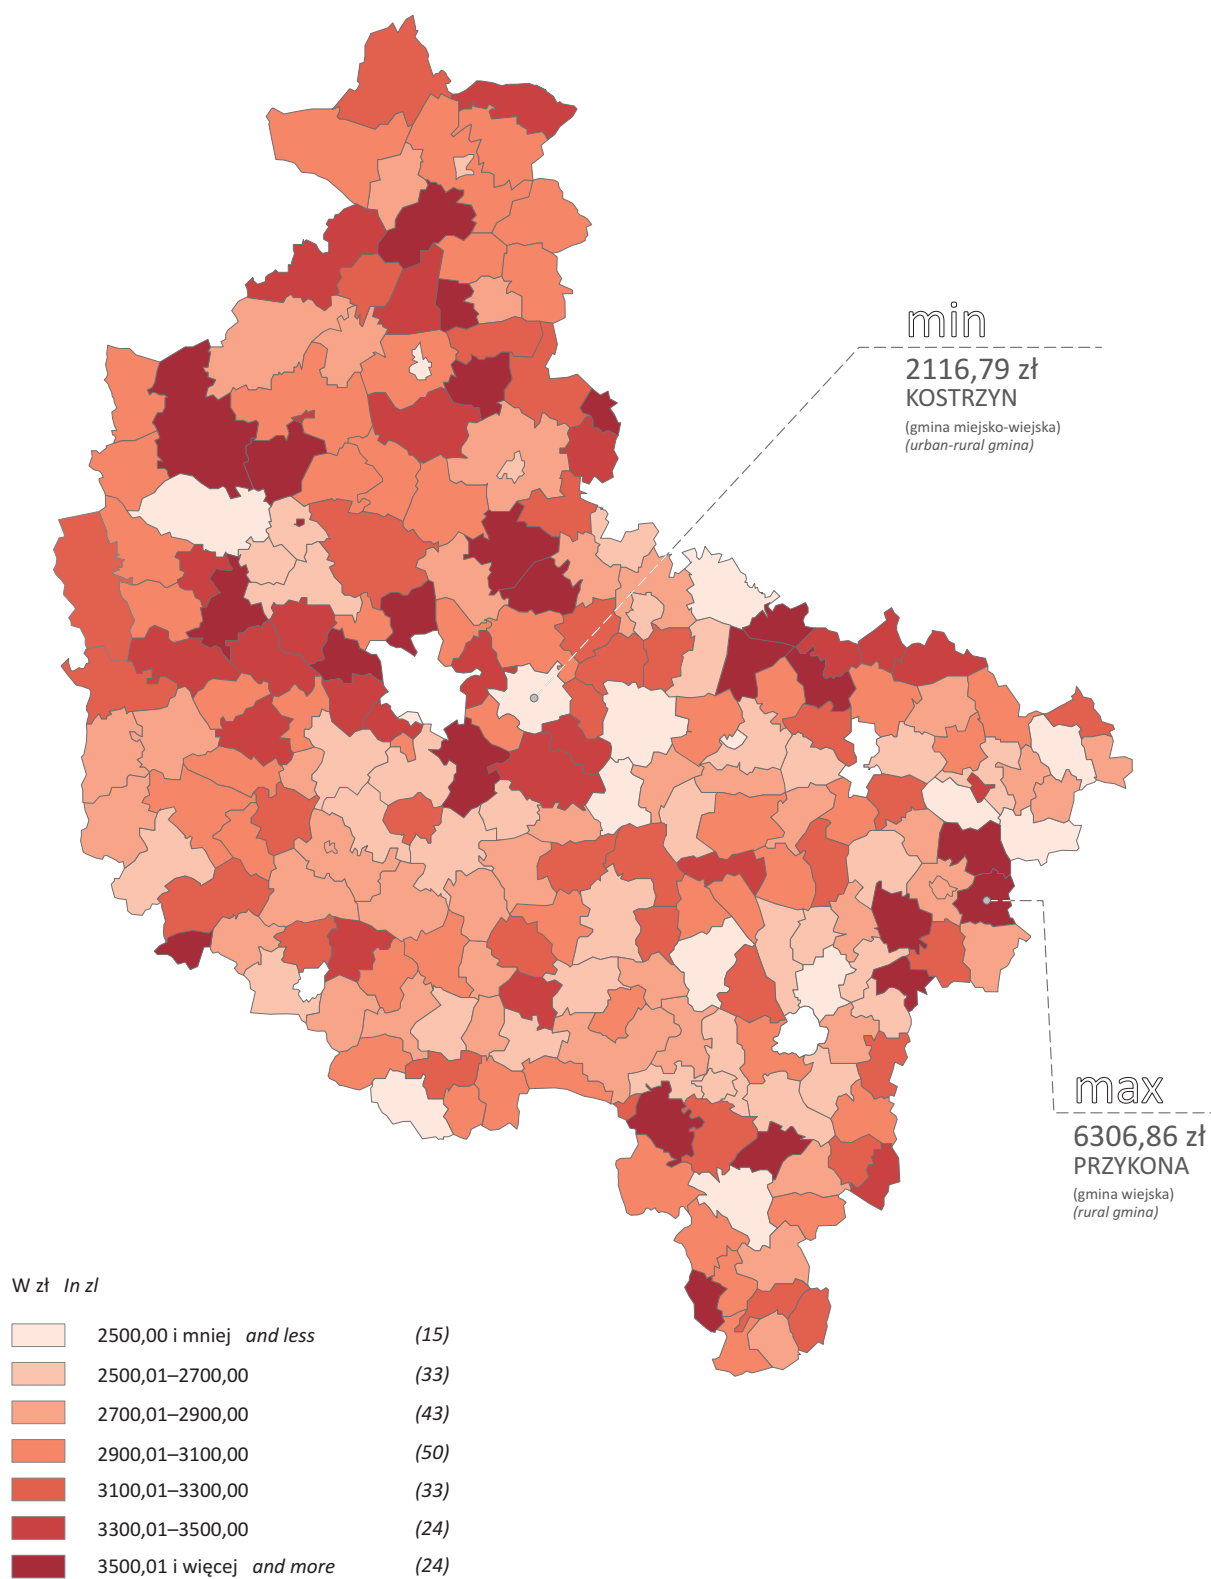 min
2116,79 zł
KOSTRZYN
(gmina miejsko-wiejska)
(urban-rural gmina)
max
6306,86 zł
PRZYKONA
(gmina wiejska)
(rural gmina)
W zł In zl
2500,00 i mniej and less (15)
2500,01–2700,00 (33)
2700,01–2900,00 (43)
2900,01–3100,00 (50)
3100,01–3300,00 (33)
3300,01–3500,00 (24)
3500,01 i więcej and more (24)